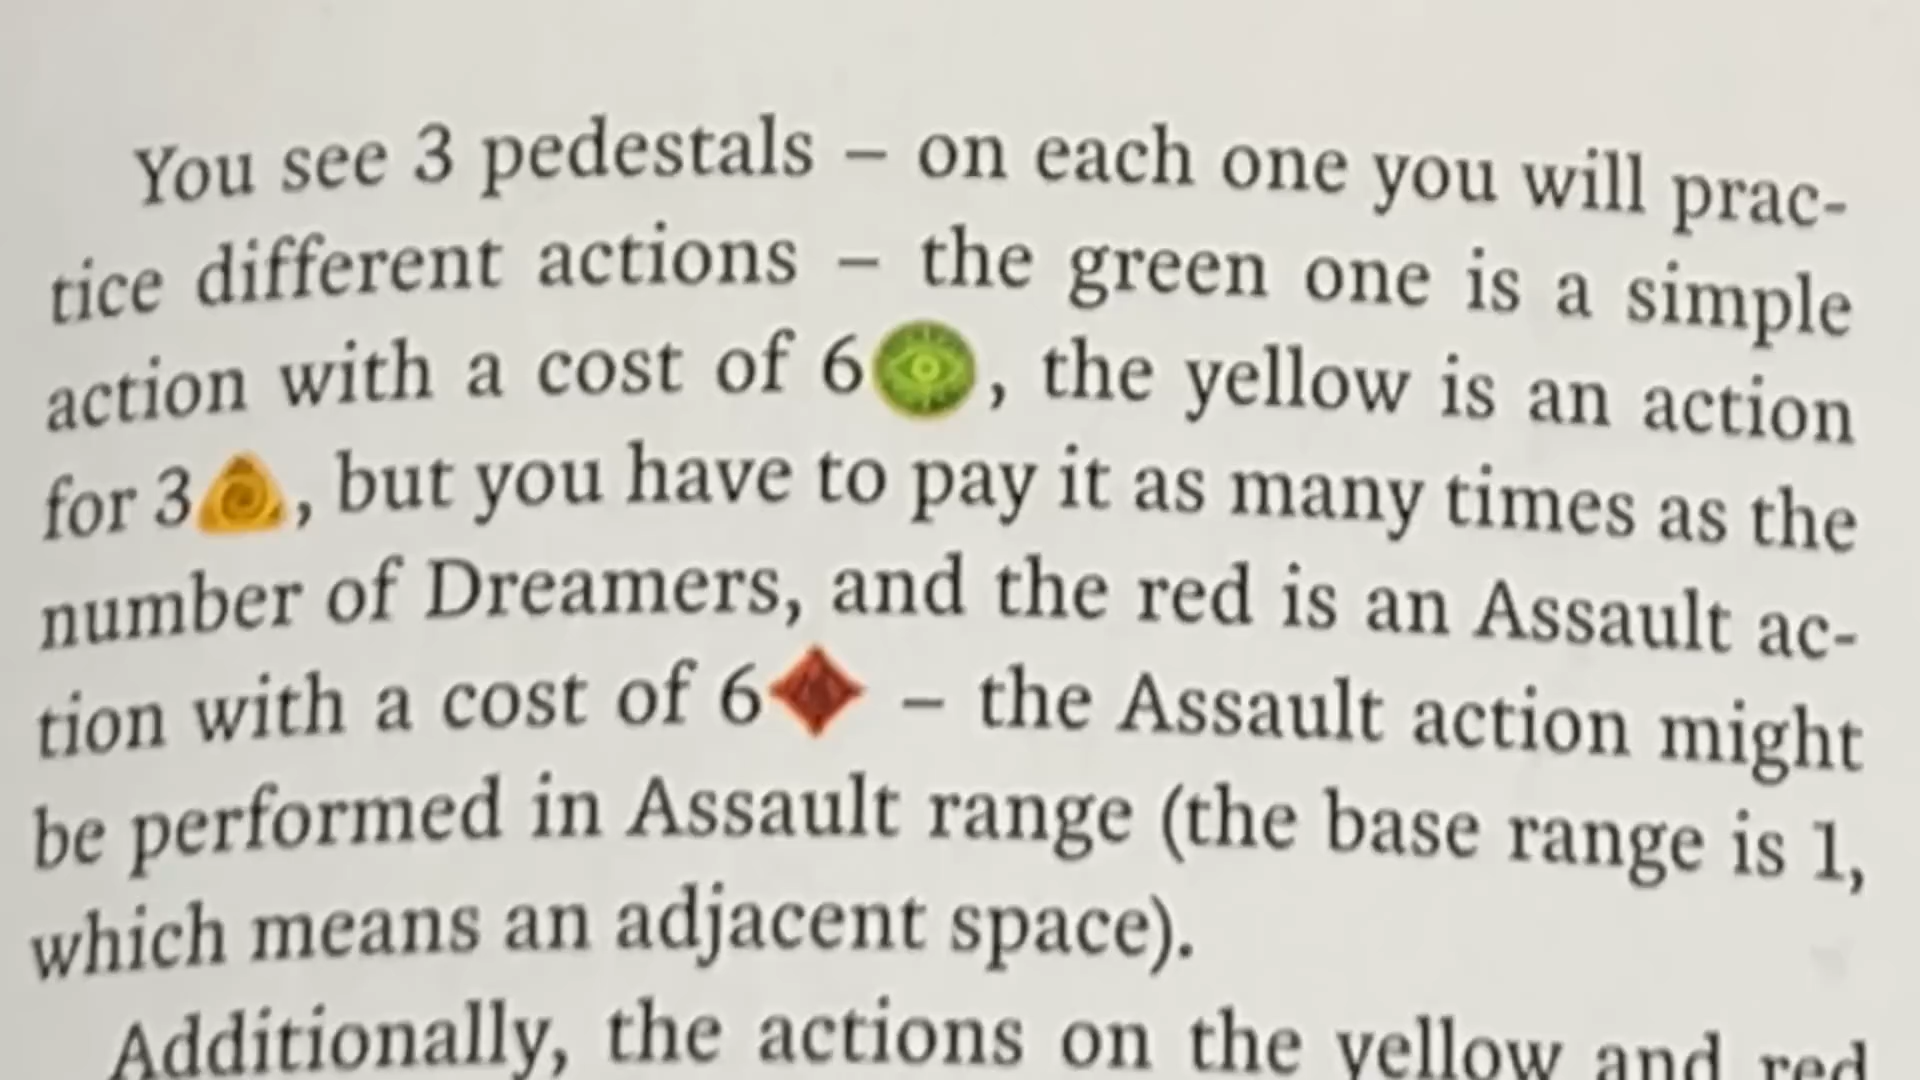 You see 3 pedestals – on each one you will prac-
tice different actions – the green one is a simple
action with a cost of 6, the yellow is an action
for 3, but you have to pay it as many times as the
number of Dreamers, and the red is an Assault ac-
tion with a cost of 6 – the Assault action might
be performed in Assault range (the base range is 1,
which means an adjacent space).
Additionally, the actions on the yellow and red